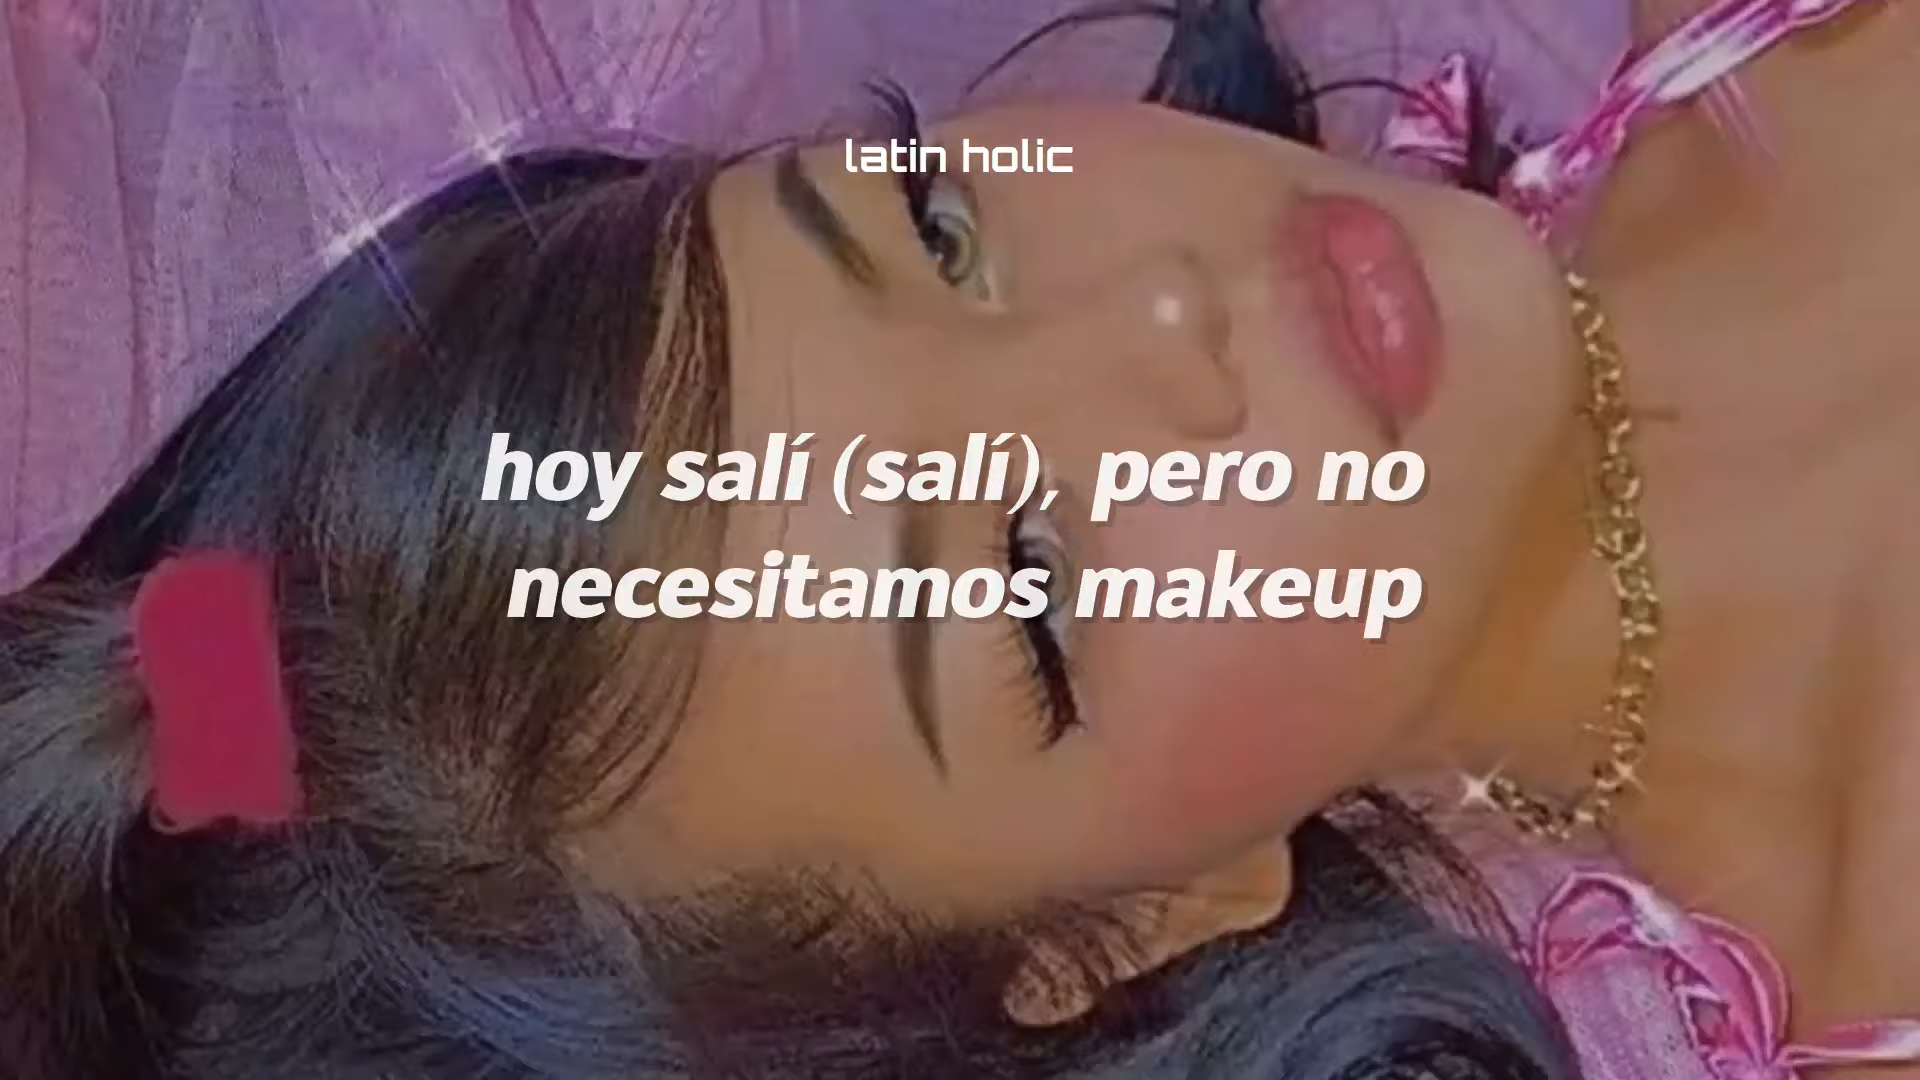 latin holic
hoy salí (salí), pero no
necesitamos makeup